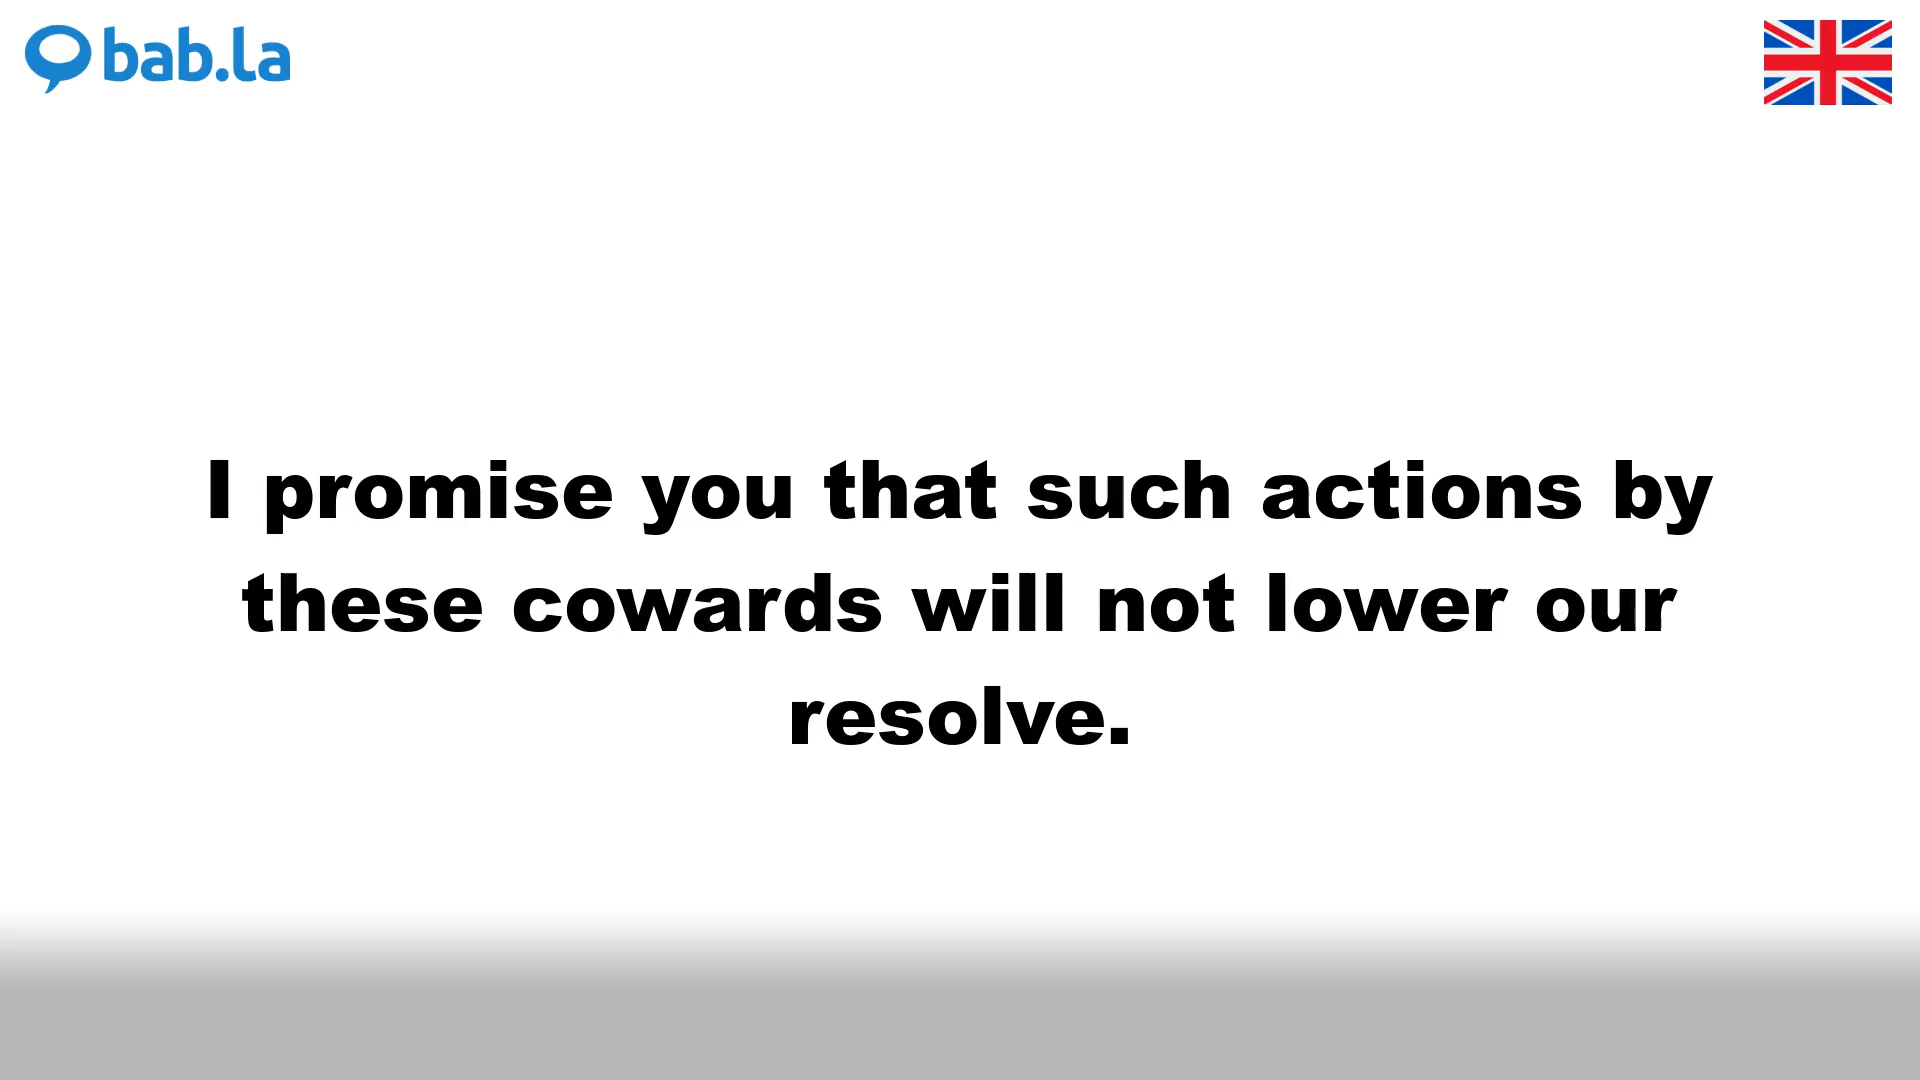 bab.la
I promise you that such actions by
these cowards will not lower our
resolve.